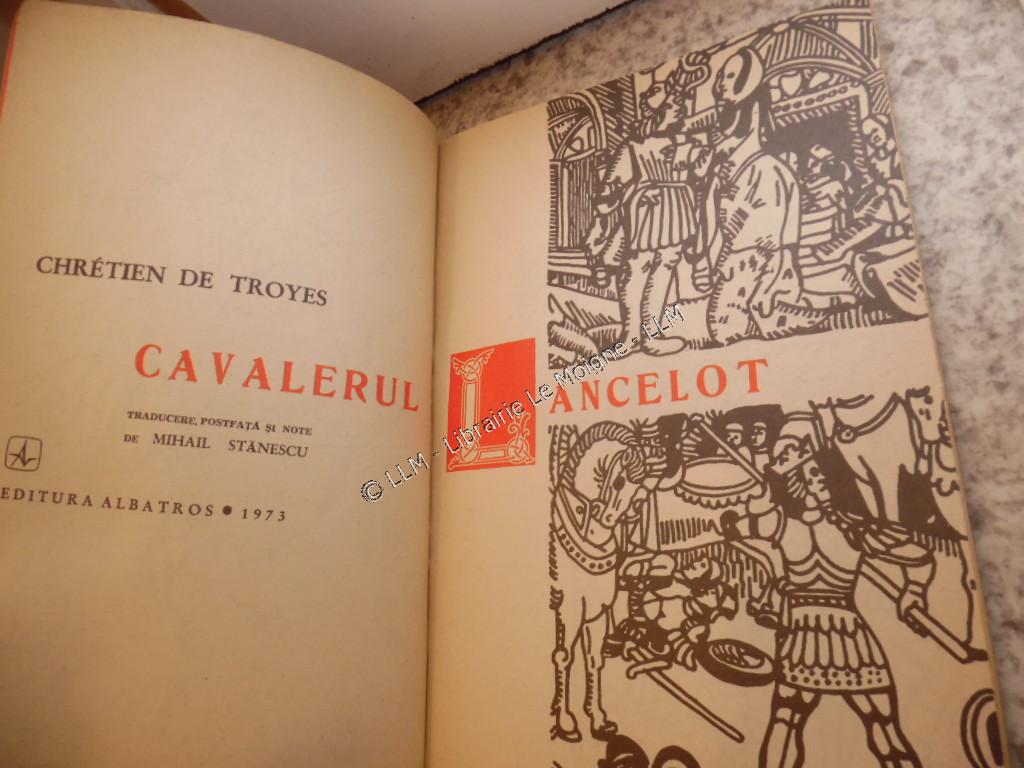 CHRÉTIEN DE TROYES
CAVALERUL LANCELOT
TRADUCERE, POSTFAȚĂ ȘI NOTE
DE MIHAIL STĂNESCU
EDITURA ALBATROS • 1973
© LLM - Librairie Le Moigne - LLM